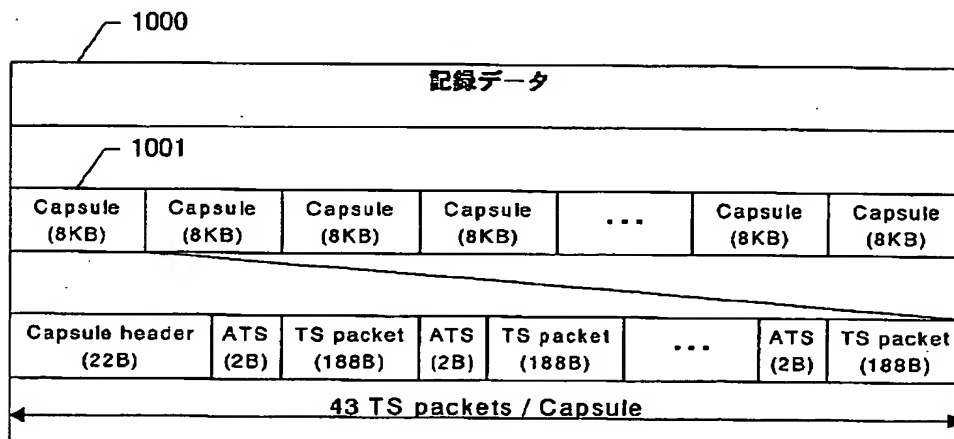 1000
記録データ
1001
Capsule
(8KB)
Capsule
(8KB)
Capsule
(8KB)
Capsule
(8KB)
...
Capsule
(8KB)
Capsule
(8KB)
Capsule header
(22B)
ATS
(2B)
TS packet
(188B)
ATS
(2B)
TS packet
(188B)
...
ATS
(2B)
TS packet
(188B)
43 TS packets / Capsule